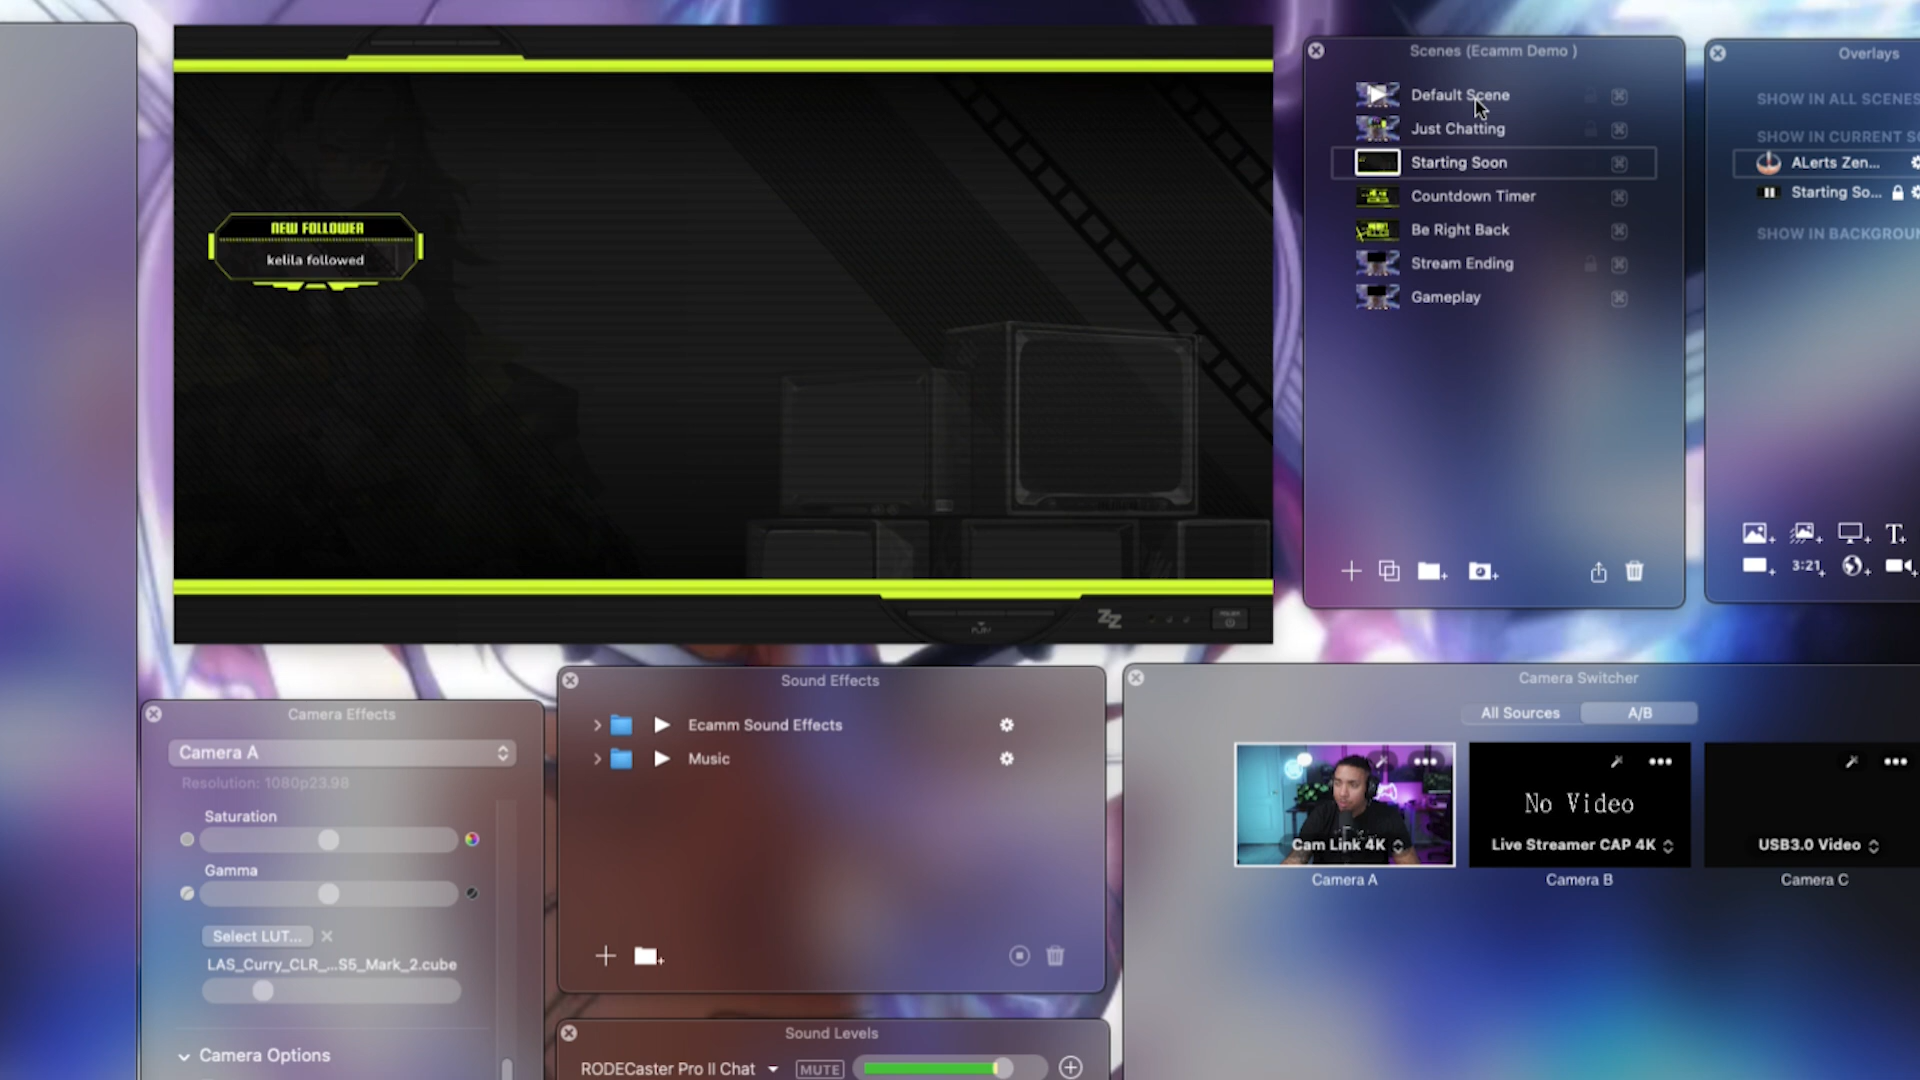 NEW FOLLOWER
kelila followed
ZZ
Scenes (Ecamm Demo )
Default Scene
Just Chatting
Starting Soon
Countdown Timer
Be Right Back
Stream Ending
Gameplay
Overlays
SHOW IN ALL SCENES
SHOW IN CURRENT
ALerts Zen...
Starting So...
SHOW IN
3:21
Camera Effects
Camera A
Resolution: 1080p23.98
Saturation
Gamma
Select LUT...
LAS_Curry_CLR_...S5_Mark_2.cube
Camera Options
Sound Effects
Ecamm Sound Effects
Music
Sound Levels
RODECaster Pro II Chat
MUTE
Camera Switcher
All Sources
A/B
Cam Link 4K
Camera A
No Video
Live Streamer CAP 4K
Camera B
USB3.0 Video
Camera C